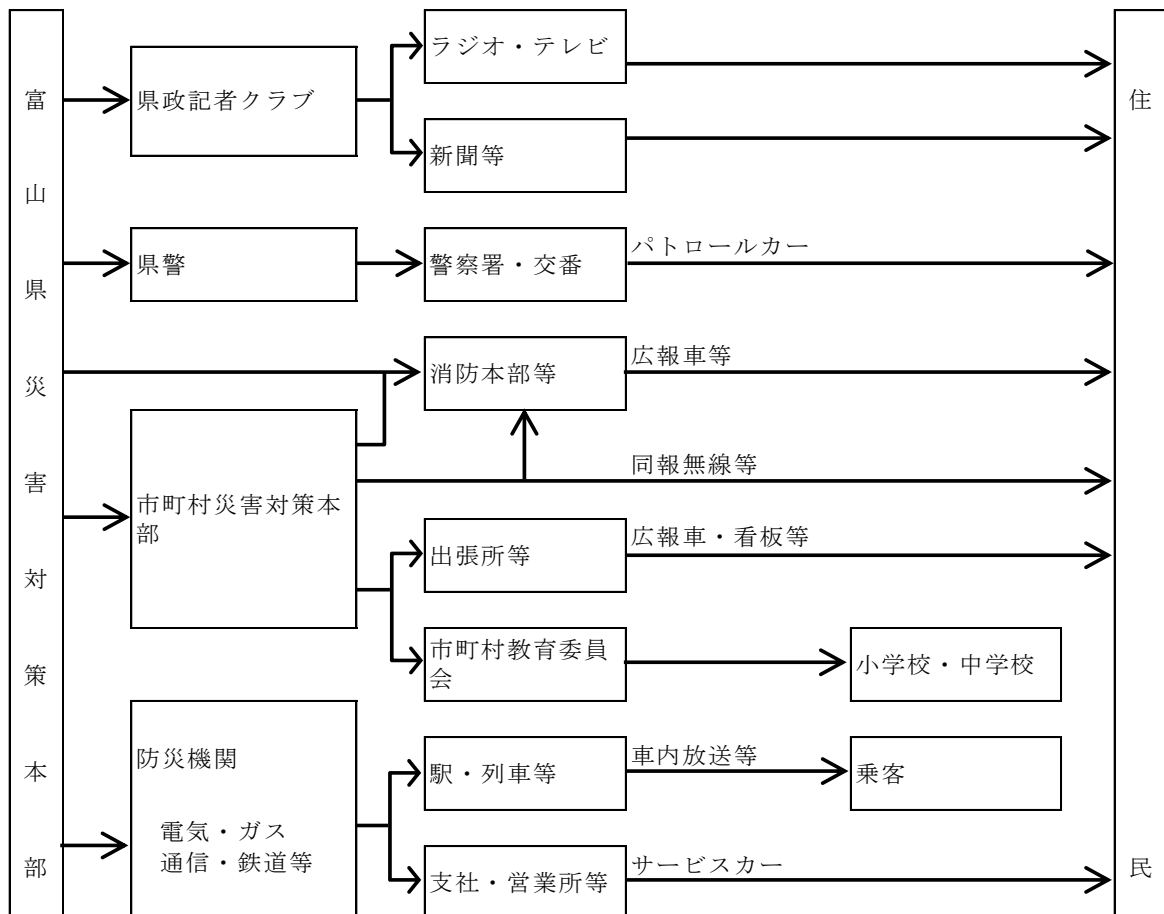 富山県災害対策本部
県政記者クラブ
ラジオ・テレビ
新聞等
県警
警察署・交番
パトロールカー
消防本部等
広報車等
市町村災害対策本
部
同報無線等
出張所等
広報車・看板等
市町村教育委員
会
小学校・中学校
防災機関
電気・ガス
通信・鉄道等
駅・列車等
車内放送等
乗客
支社・営業所等
サービスカー
住民